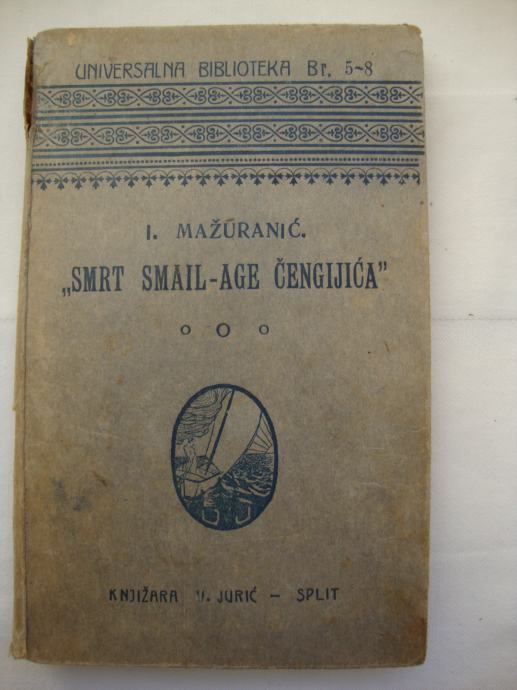 UNIVERSALNA BIBLIOTEKA Br. 5-8
I. MAŽURANIĆ.
„SMRT SMAIL-AGE ČENGIJIĆA"
KNJIŽARA V. JURIĆ - SPLIT